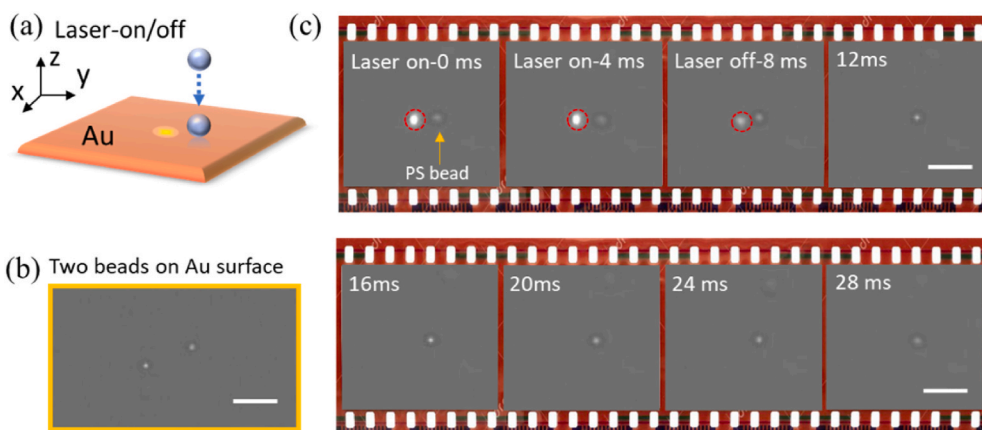 (a)
Laser-on/off
z
y
x
Au
(b) Two beads on Au surface
(c)
Laser on-0 ms
Laser on-4 ms
Laser off-8 ms
12ms
PS bead
16ms
20ms
24 ms
28 ms